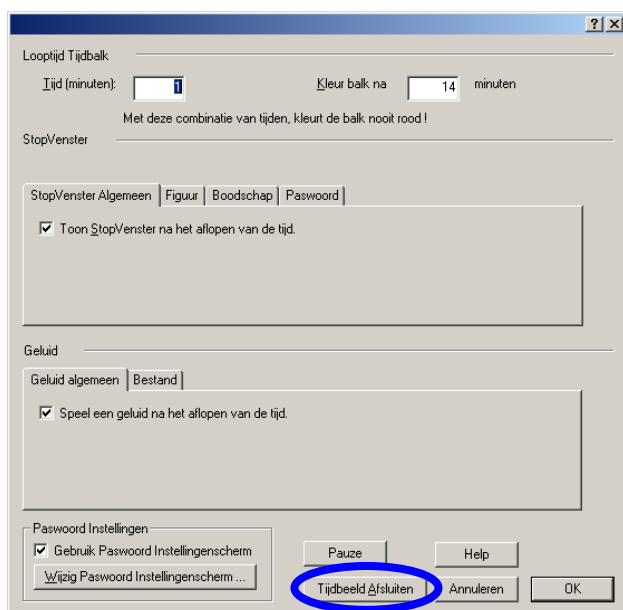 Looptijd Tijdbalk
Tijd (minuten): 1 Kleur balk na 14 minuten
Met deze combinatie van tijden, kleurt de balk nooit rood !
StopVenster
StopVenster Algemeen Figuur Boodschap Paswoord
Toon StopVenster na het aflopen van de tijd.
Geluid
Geluid algemeen Bestand
Speel een geluid na het aflopen van de tijd.
Paswoord Instellingen
Gebruik Paswoord Instellingenscherm
Wijzig Paswoord Instellingenscherm ...
Pauze Help
Tijdbeeld Afsluiten Annuleren OK